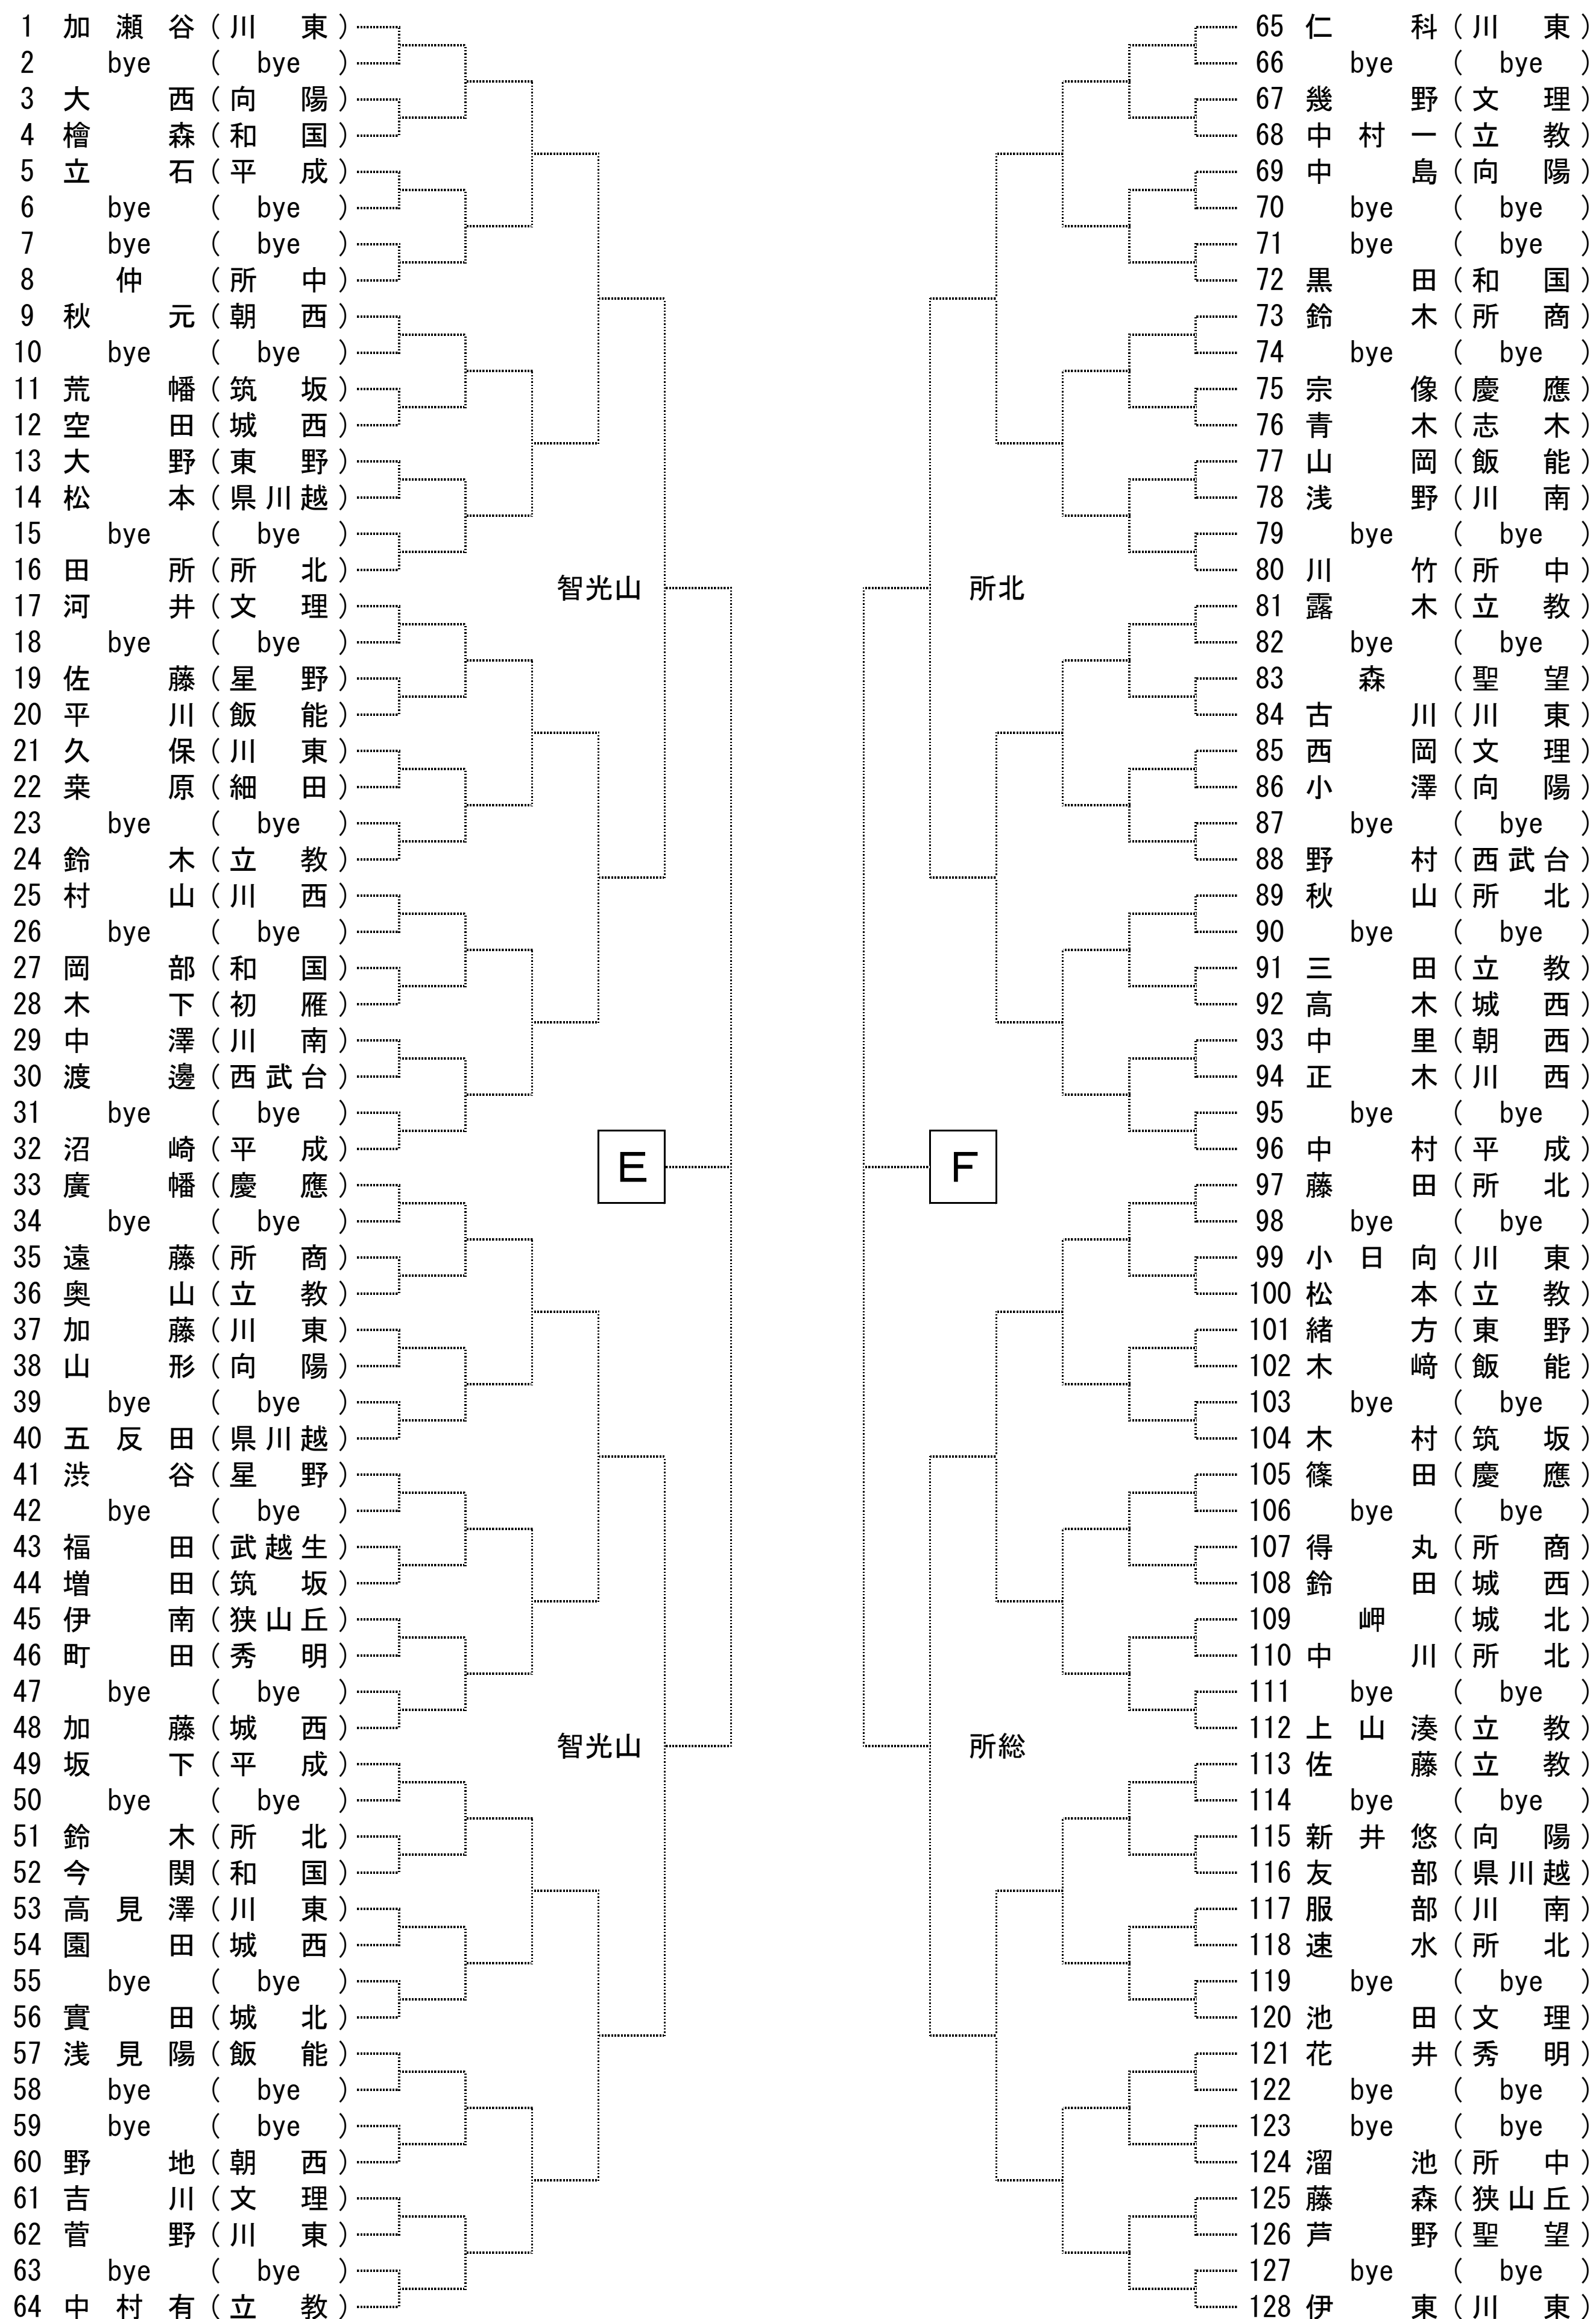 1 加瀬谷（川東）
2 bye （ bye ）
3 大西（向陽）
4 檜森（和国）
5 立石（平成）
6 bye （ bye ）
7 bye （ bye ）
8 仲（所中）
9 秋元（朝西）
10 bye （ bye ）
11 荒幡（筑坂）
12 空田（城西）
13 大野（東野）
14 松本（県川越）
15 bye （ bye ）
16 田所（所北）
17 河井（文理）
18 bye （ bye ）
19 佐藤（星野）
20 平川（飯能）
21 久保（川東）
22 桒原（細田）
23 bye （ bye ）
24 鈴木（立教）
25 村山（川西）
26 bye （ bye ）
27 岡部（和国）
28 木下（初雁）
29 中澤（川南）
30 渡邊（西武台）
31 bye （ bye ）
32 沼崎（平成）
33 廣幡（慶應）
34 bye （ bye ）
35 遠藤（所商）
36 奥山（立教）
37 加藤（川東）
38 山形（向陽）
39 bye （ bye ）
40 五反田（県川越）
41 渋谷（星野）
42 bye （ bye ）
43 福田（武越生）
44 増田（筑坂）
45 伊南（狭山丘）
46 町田（秀明）
47 bye （ bye ）
48 加藤（城西）
49 坂下（平成）
50 bye （ bye ）
51 鈴木（所北）
52 今関（和国）
53 高見澤（川東）
54 園田（城西）
55 bye （ bye ）
56 實田（城北）
57 浅見陽（飯能）
58 bye （ bye ）
59 bye （ bye ）
60 野地（朝西）
61 吉川（文理）
62 菅野（川東）
63 bye （ bye ）
64 中村有（立教）
智光山
E
智光山
所北
F
所総
65 仁科（川東）
66 bye （ bye ）
67 幾野（文理）
68 中村一（立教）
69 中島（向陽）
70 bye （ bye ）
71 bye （ bye ）
72 黒田（和国）
73 鈴木（所商）
74 bye （ bye ）
75 宗像（慶應）
76 青木（志木）
77 山岡（飯能）
78 浅野（川南）
79 bye （ bye ）
80 川竹（所中）
81 露木（立教）
82 bye （ bye ）
83 森（聖望）
84 古川（川東）
85 西岡（文理）
86 小澤（向陽）
87 bye （ bye ）
88 野村（西武台）
89 秋山（所北）
90 bye （ bye ）
91 三田（立教）
92 高木（城西）
93 中里（朝西）
94 正木（川西）
95 bye （ bye ）
96 中村（平成）
97 藤田（所北）
98 bye （ bye ）
99 小日向（川東）
100 松本（立教）
101 緒方（東野）
102 木﨑（飯能）
103 bye （ bye ）
104 木村（筑坂）
105 篠田（慶應）
106 bye （ bye ）
107 得丸（所商）
108 鈴田（城西）
109 岬（城北）
110 中川（所北）
111 bye （ bye ）
112 上山湊（立教）
113 佐藤（立教）
114 bye （ bye ）
115 新井悠（向陽）
116 友部（県川越）
117 服部（川南）
118 速水（所北）
119 bye （ bye ）
120 池田（文理）
121 花井（秀明）
122 bye （ bye ）
123 bye （ bye ）
124 溜池（所中）
125 藤森（狭山丘）
126 芦野（聖望）
127 bye （ bye ）
128 伊東（川東）